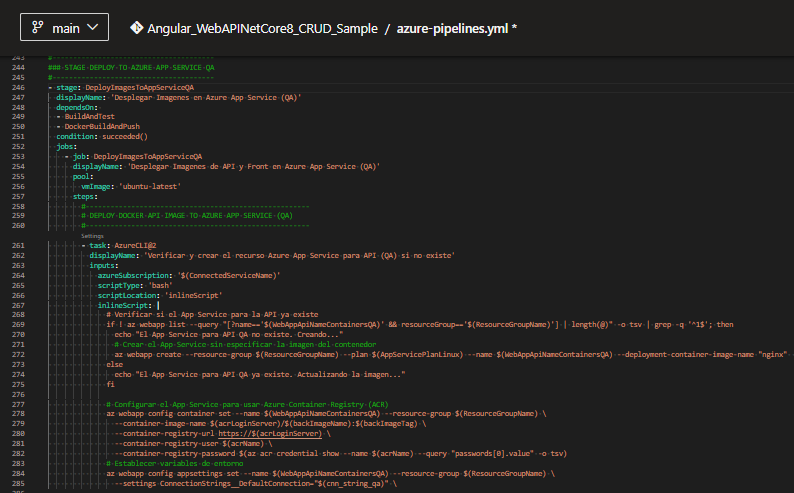 main
Angular_WebAPINetCore8_CRUD_Sample / azure-pipelines.yml *
243 #---------------------------------------
244 ### STAGE DEPLOY TO AZURE APP SERVICE QA
245 #---------------------------------------
246 - stage: DeployImagesToAppServiceQA
247 displayName: 'Desplegar Imagenes en Azure App Service (QA)'
248 dependsOn:
249 - BuildAndTest
250 - DockerBuildAndPush
251 condition: succeeded()
252 jobs:
253 - job: DeployImagesToAppServiceQA
254 displayName: 'Desplegar Imagenes de API y Front en Azure App Service (QA)'
255 pool:
256 vmImage: 'ubuntu-latest'
257 steps:
258 #------------------------------------------------------
259 # DEPLOY DOCKER API IMAGE TO AZURE APP SERVICE (QA)
260 #------------------------------------------------------
Settings
261 - task: AzureCLI@2
262 displayName: 'Verificar y crear el recurso Azure App Service para API (QA) si no existe'
263 inputs:
264 azureSubscription: '$(ConnectedServiceName)'
265 scriptType: 'bash'
266 scriptLocation: 'inlineScript'
267 inlineScript: |
268 # Verificar si el App Service para la API ya existe
269 if ! az webapp list --query "[?name=='$(WebAppApiNameContainersQA)' && resourceGroup=='$(ResourceGroupName)'] | length(@)" -o tsv | grep -q '^1$'; then
270 echo "El App Service para API QA no existe. Creando..."
271 # Crear el App Service sin especificar la imagen del contenedor
272 az webapp create --resource-group $(ResourceGroupName) --plan $(AppServicePlanLinux) --name $(WebAppApiNameContainersQA) --deployment-container-image-name "nginx"
273 else
274 echo "El App Service para API QA ya existe. Actualizando la imagen..."
275 fi
276
277 # Configurar el App Service para usar Azure Container Registry (ACR)
278 az webapp config container set --name $(WebAppApiNameContainersQA) --resource-group $(ResourceGroupName) \
279 --container-image-name $(acrLoginServer)/$(backImageName):$(backImageTag) \
280 --container-registry-url https://$(acrLoginServer) \
281 --container-registry-user $(acrName) \
282 --container-registry-password $(az acr credential show --name $(acrName) --query "passwords[0].value" -o tsv)
283 # Establecer variables de entorno
284 az webapp config appsettings set --name $(WebAppApiNameContainersQA) --resource-group $(ResourceGroupName) \
285 --settings ConnectionStrings__DefaultConnection="$(cnn_string_qa)" \